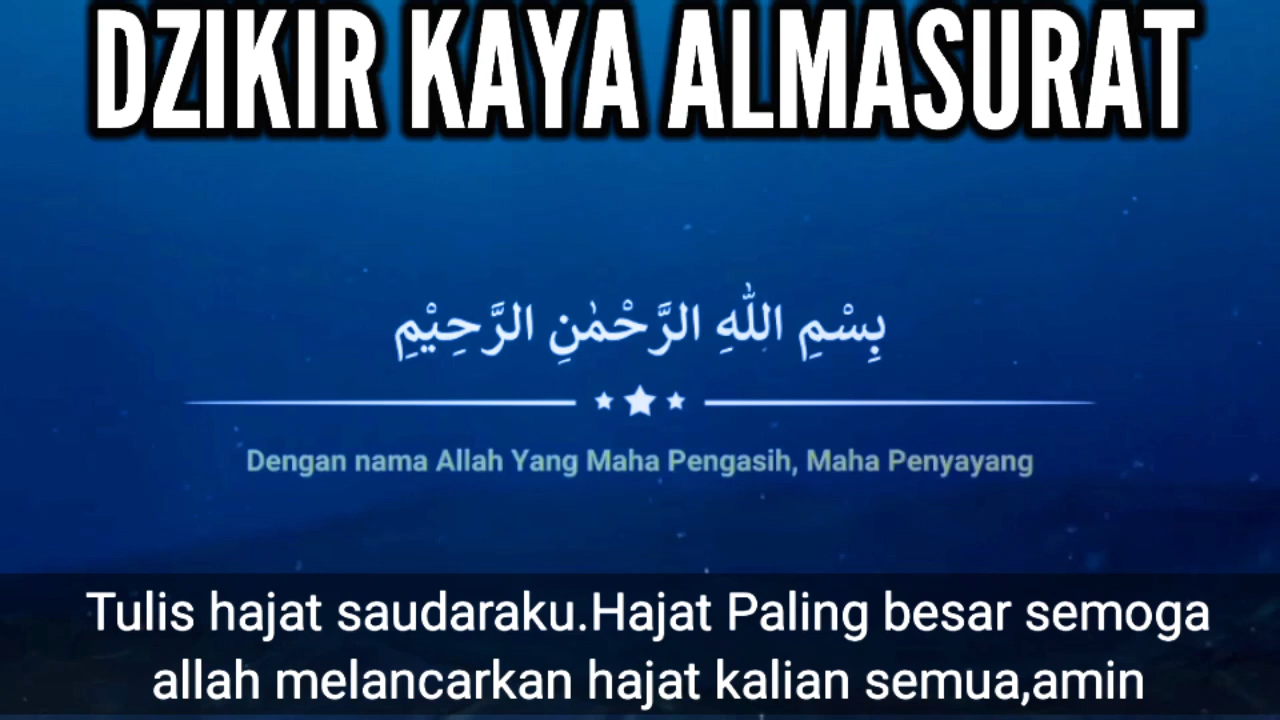 DZIKIR KAYA ALMASURAT
بِسْمِ اللّٰهِ الرَّحْمٰنِ الرَّحِيْمِ
Dengan nama Allah Yang Maha Pengasih, Maha Penyayang
Tulis hajat saudaraku.Hajat Paling besar semoga
allah melancarkan hajat kalian semua,amin